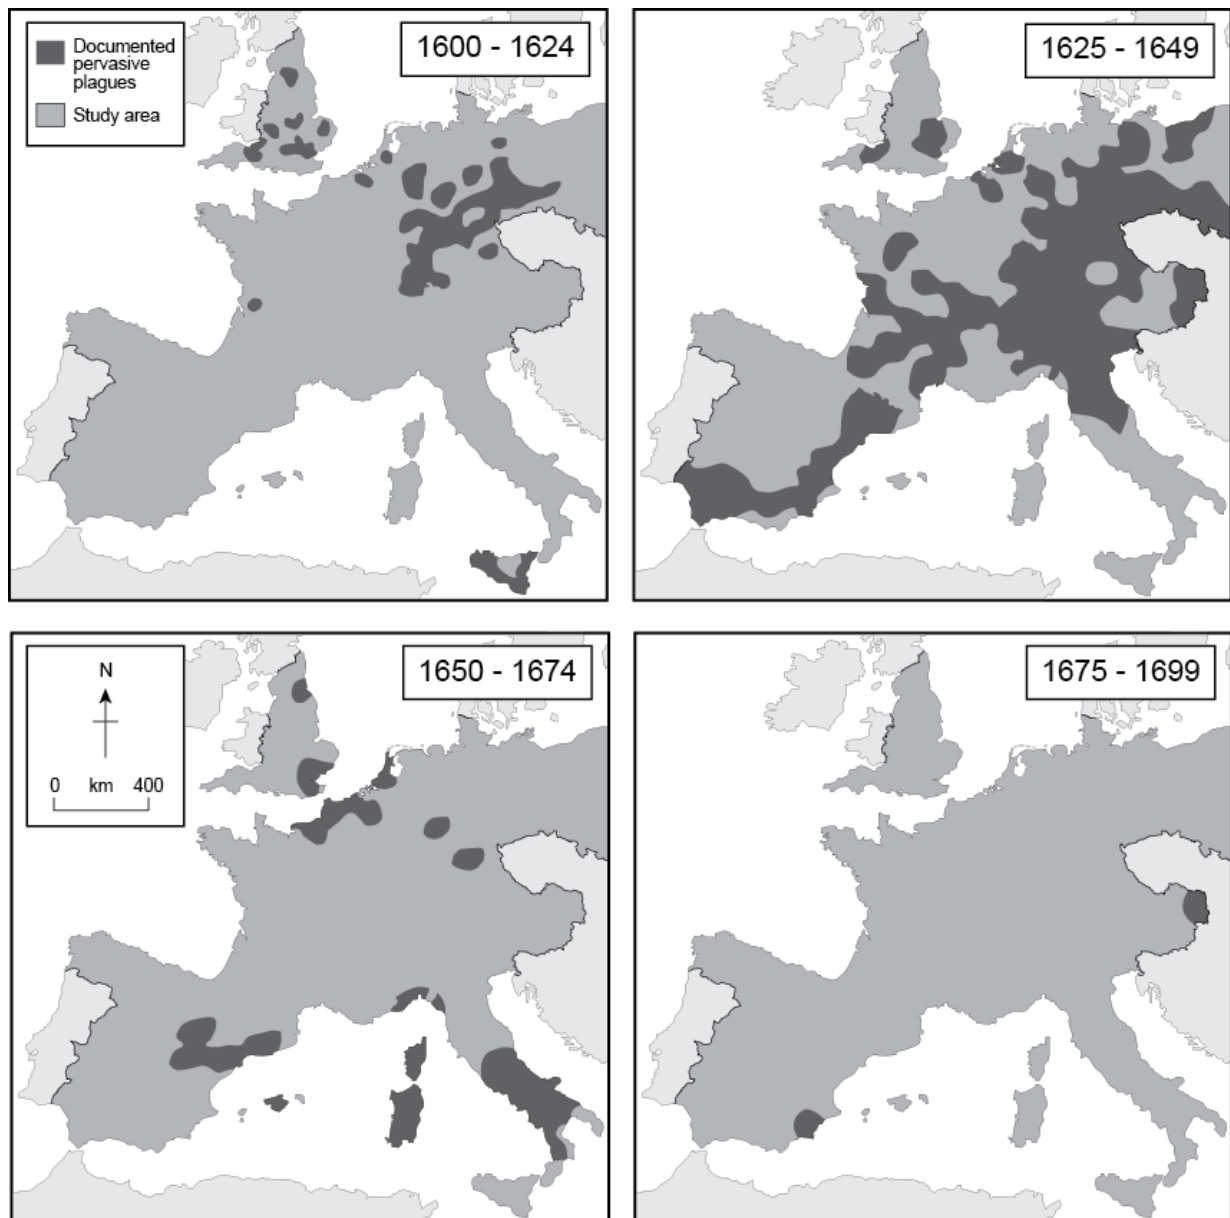 Documented
pervasive
plagues
Study area
1600 - 1624
1625 - 1649
N
0 km 400
1650 - 1674
1675 - 1699